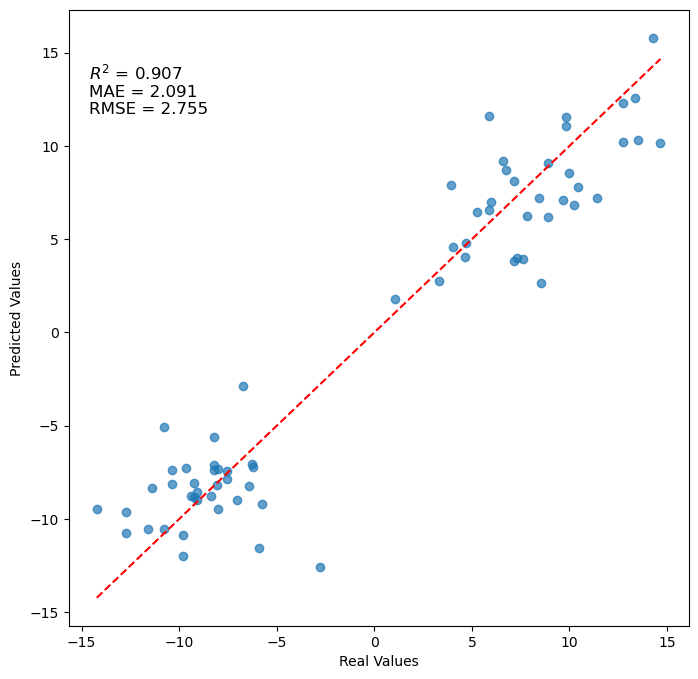 R² = 0.907
MAE = 2.091
RMSE = 2.755
15
10
5
0
−5
−10
−15
Predicted Values
−15 −10 −5 0 5 10 15
Real Values